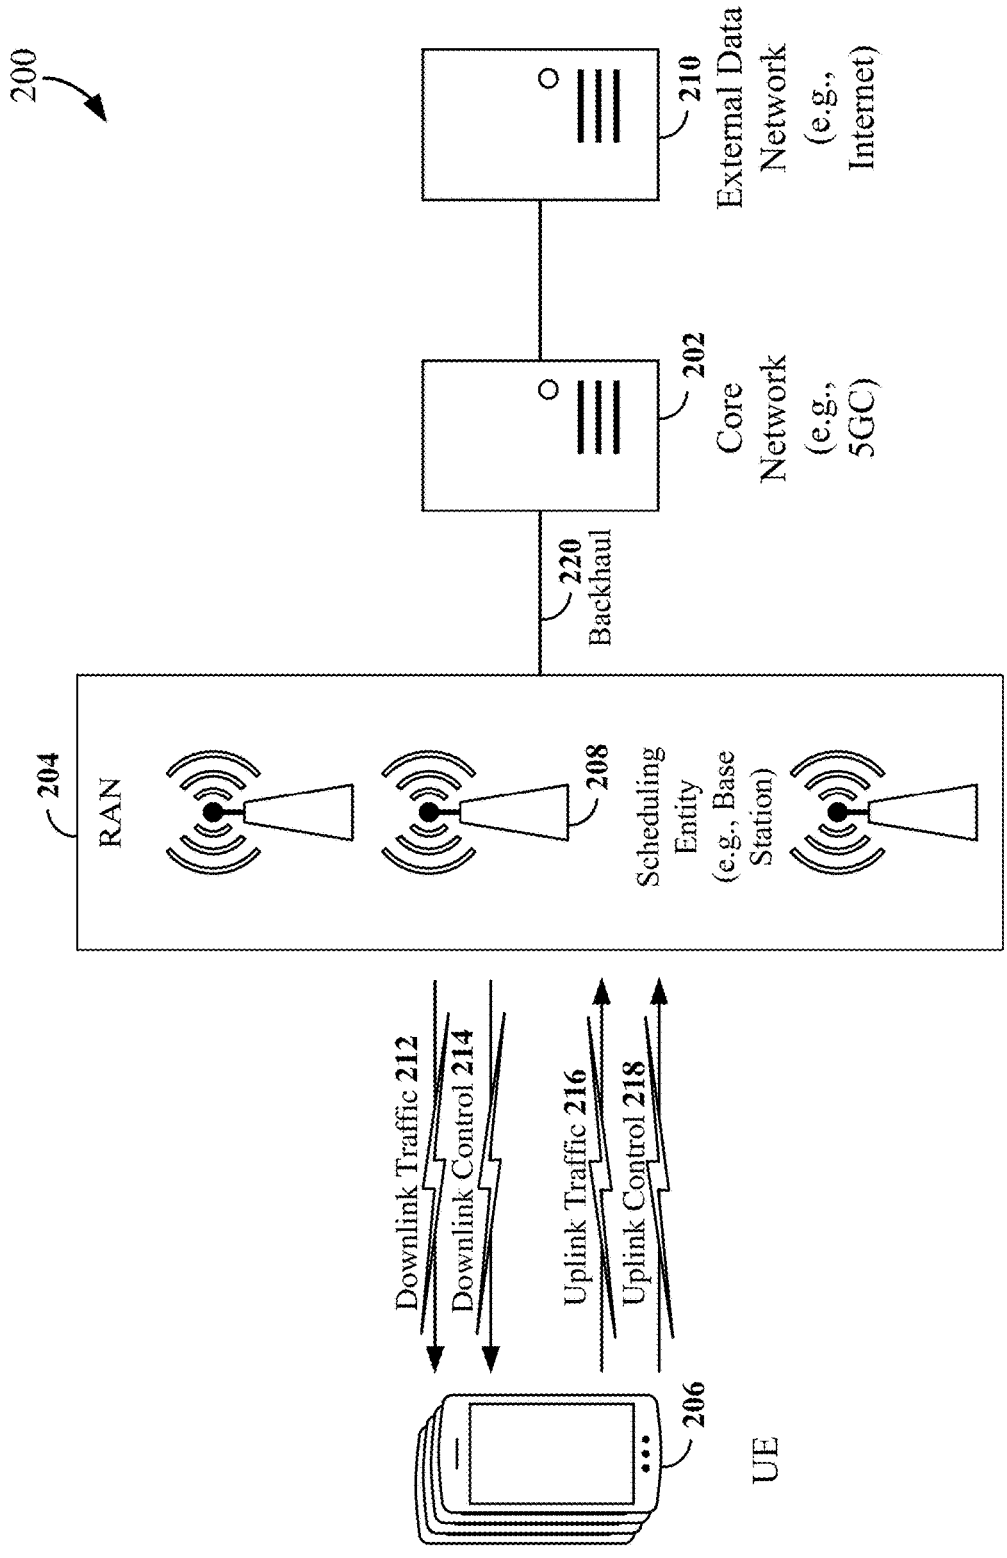 200
204
RAN
208
Scheduling
Entity
(e.g., Base
Station)
Downlink Traffic 212
Downlink Control 214
Uplink Traffic 216
Uplink Control 218
206
UE
220
Backhaul
202
Core
Network
(e.g.,
5GC)
210
External Data
Network
(e.g.,
Internet)